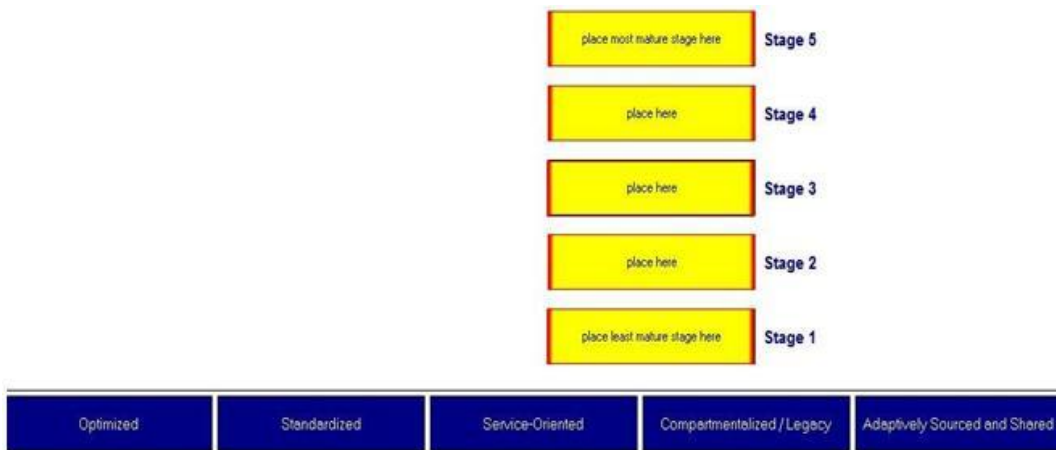 place most mature stage here Stage 5
place here Stage 4
place here Stage 3
place here Stage 2
place least mature stage here Stage 1
Optimized Standardized Service-Oriented Compartmentalized / Legacy Adaptively Sourced and Shared